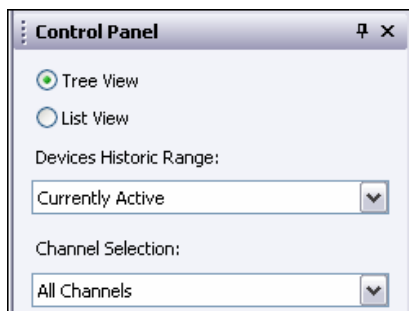 Control Panel
Tree View
List View
Devices Historic Range:
Currently Active
Channel Selection:
All Channels